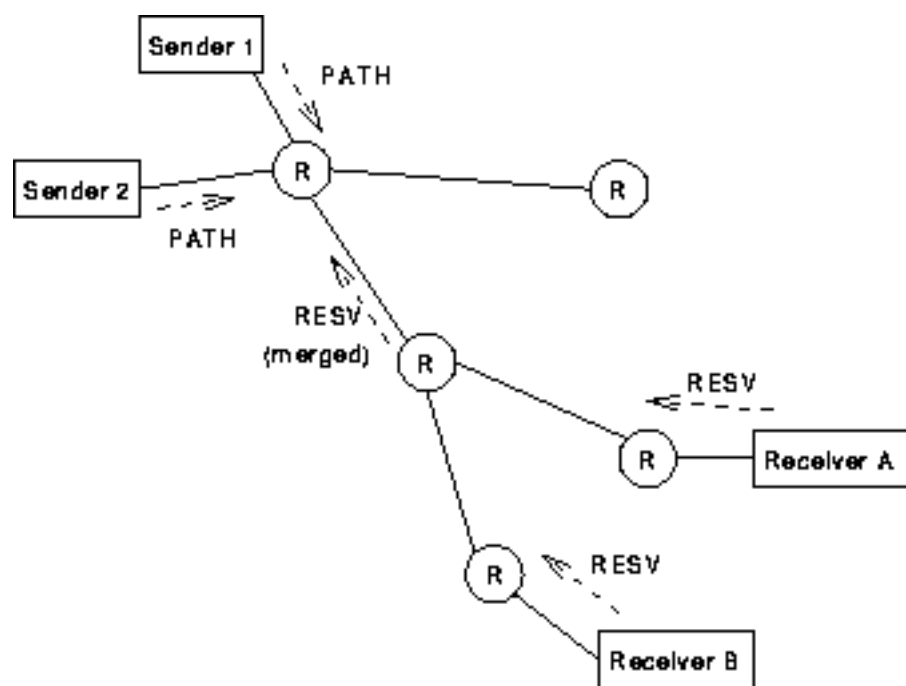 Sender 1
PATH
R
R
Sender 2
PATH
RESV
(merged)
R
RESV
R
Receiver A
R
RESV
Receiver B